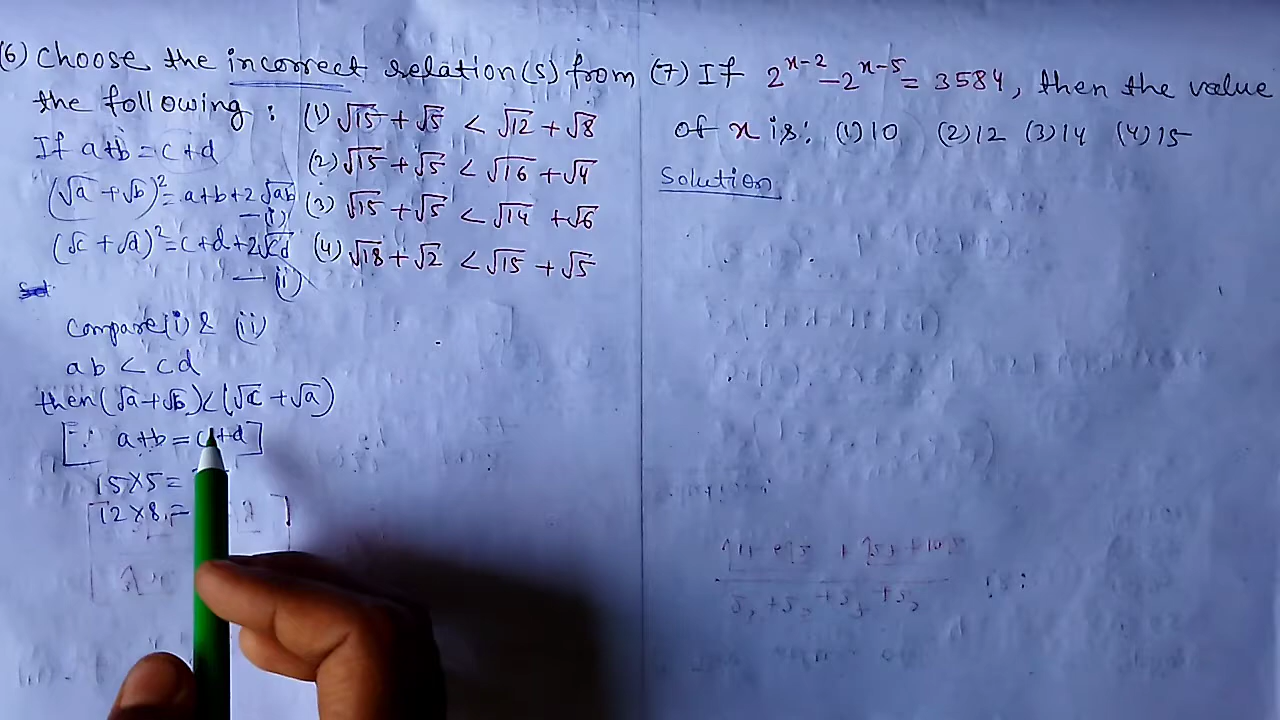 (6) Choose the incorrect relation(s) from
the following : (1) √15 + √5 < √12 + √8
If a+b = c+d
(2) √15 + √5 < √16 + √4
(√a + √b)² = a+b+2√ab
—(i)
(3) √15 + √5 < √14 + √6
(√c + √d)² = c+d+2√cd
—(ii)
(4) √18 + √2 < √15 + √5
Compare (i) & (ii)
ab < cd
then (√a + √b) < (√c + √d)
[∵ a+b = c+d]
15×5 =
12×8 =
(7) If 2^(x-2) - 2^(x-5) = 3584, then the value
of x is: (1) 10 (2) 12 (3) 14 (4) 15
Solution